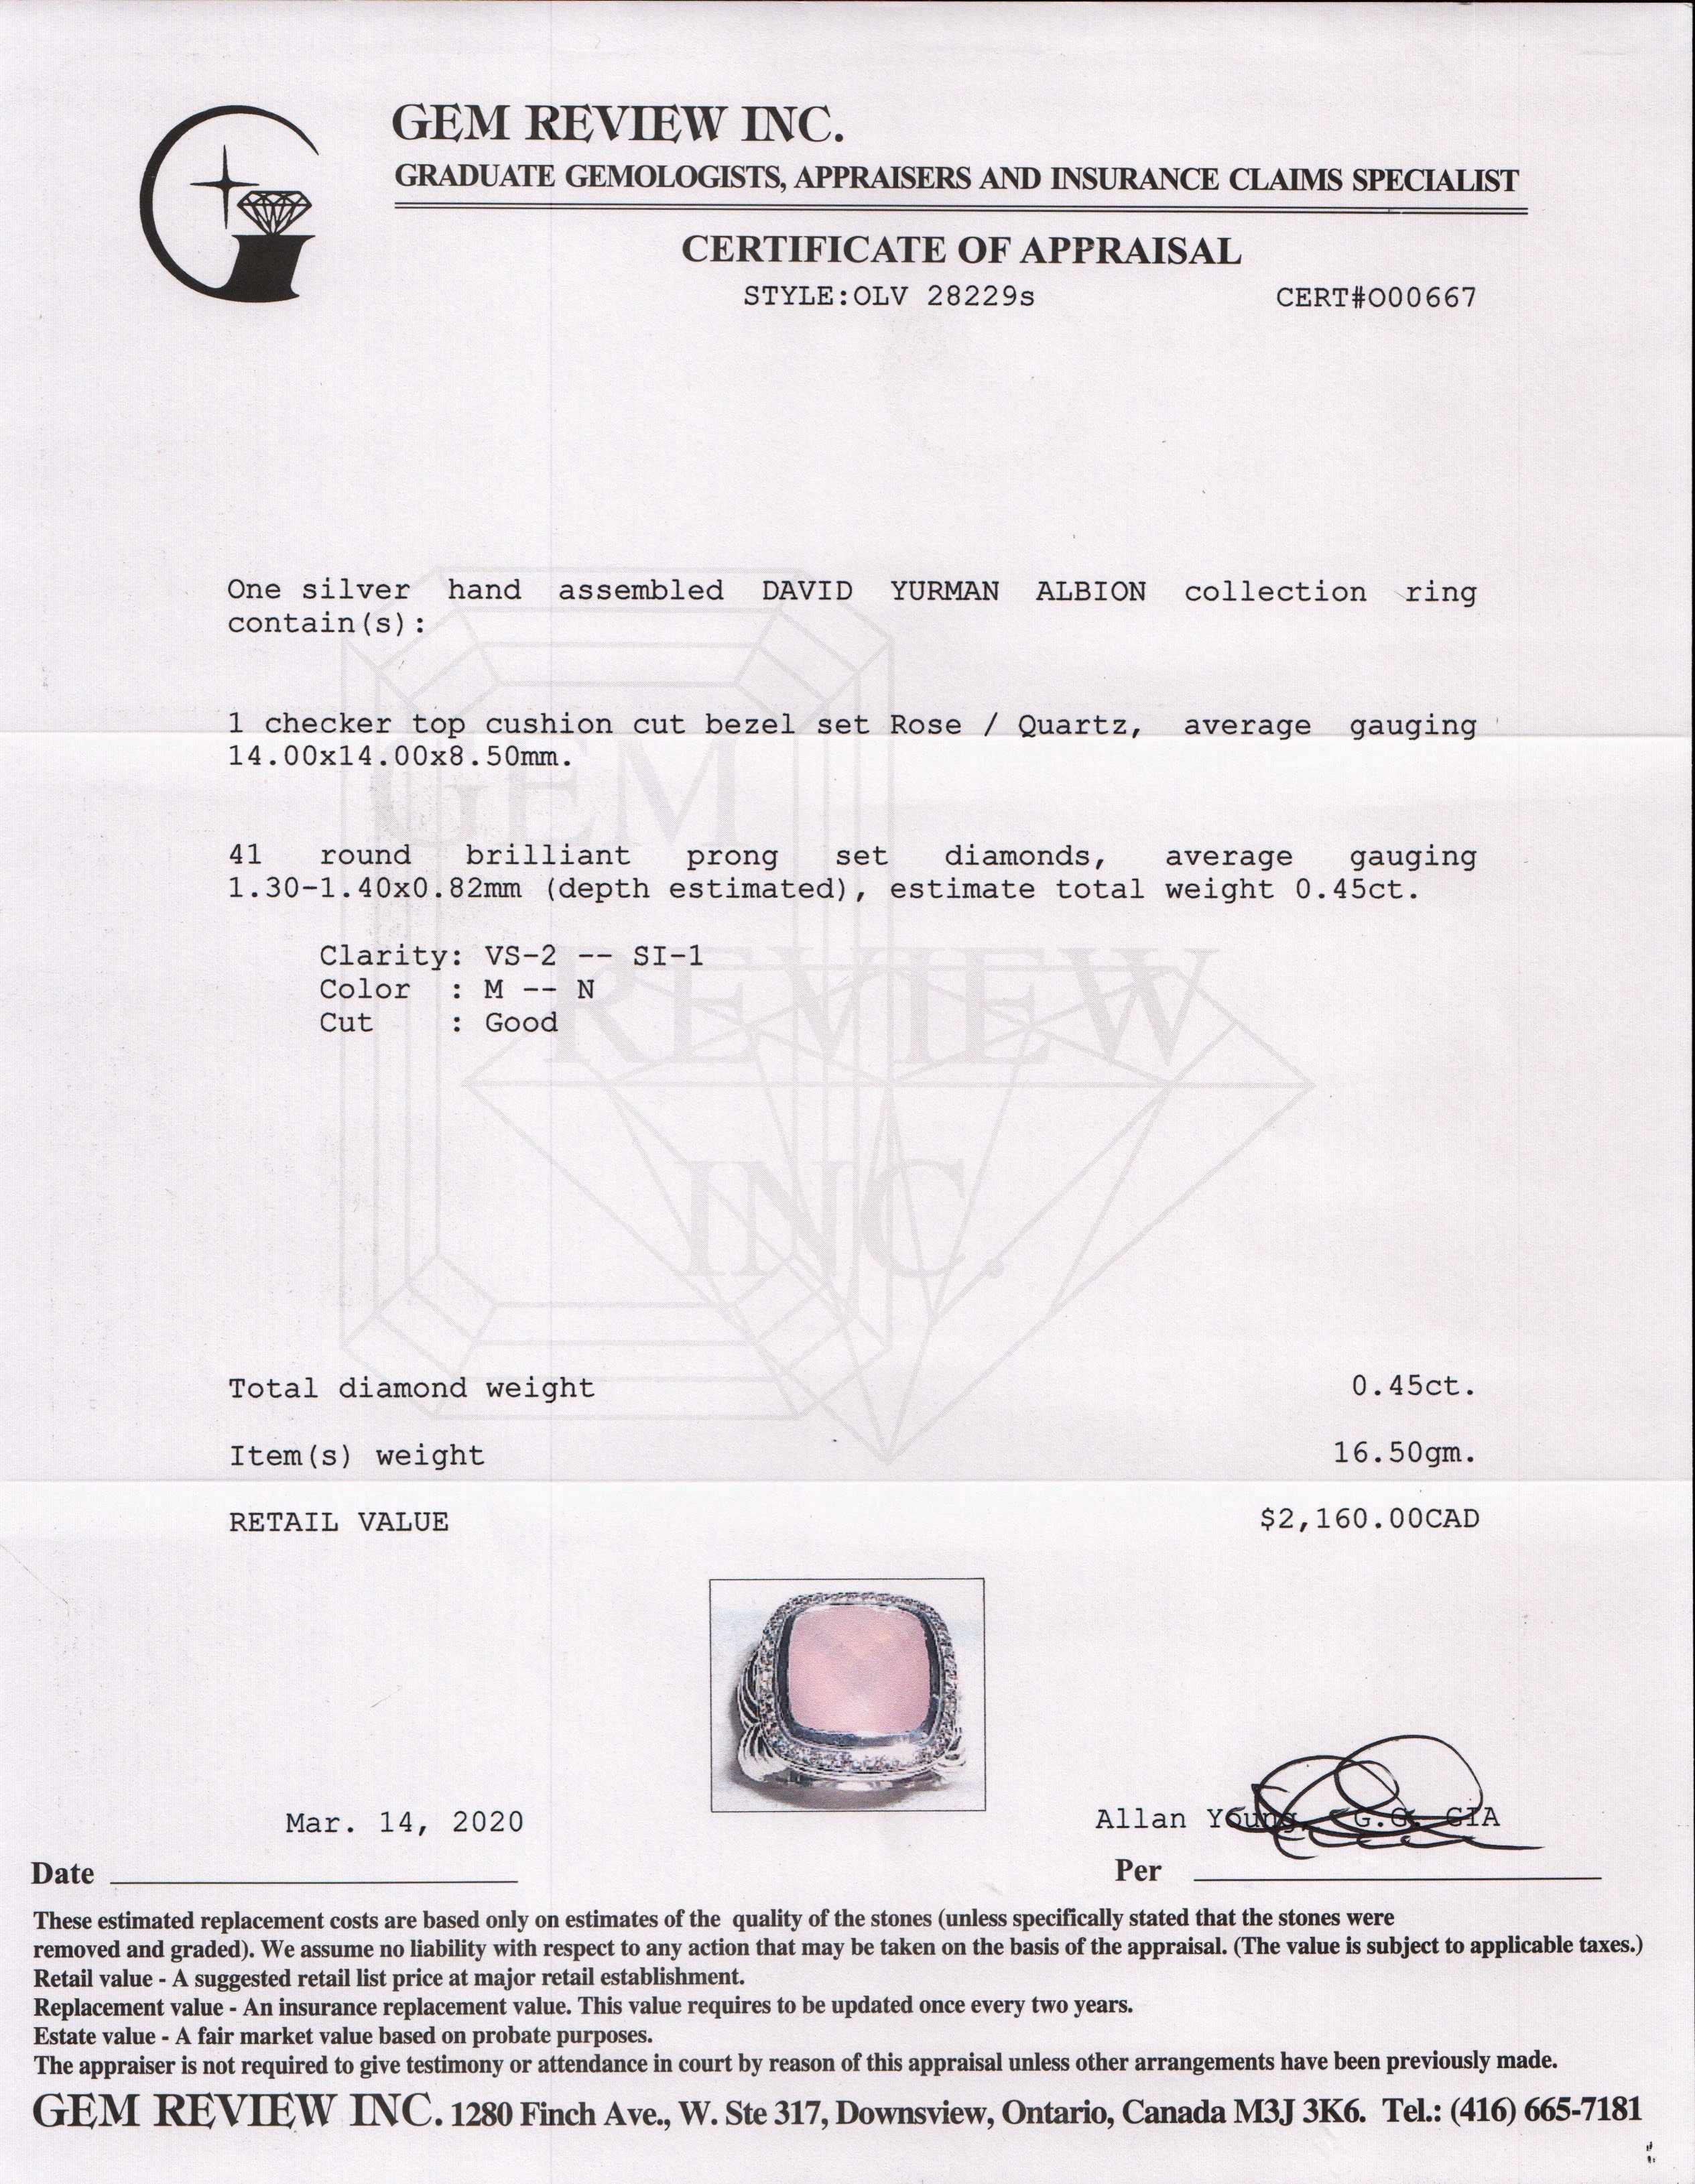 GEM REVIEW INC.
GRADUATE GEMOLOGISTS, APPRAISERS AND INSURANCE CLAIMS SPECIALIST
CERTIFICATE OF APPRAISAL
STYLE:OLV 28229s CERT#O00667
One silver hand assembled DAVID YURMAN ALBION collection ring
contain(s):
1 checker top cushion cut bezel set Rose / Quartz, average gauging
14.00x14.00x8.50mm.
41 round brilliant prong set diamonds, average gauging
1.30-1.40x0.82mm (depth estimated), estimate total weight 0.45ct.
Clarity: VS-2 -- SI-1
Color : M -- N
Cut : Good
GEM
REVIEW
INC.
Total diamond weight 0.45ct.
Item(s) weight 16.50gm.
RETAIL VALUE $2,160.00CAD
Mar. 14, 2020 Allan Young, G.G. GIA
Date Per
These estimated replacement costs are based only on estimates of the quality of the stones (unless specifically stated that the stones were
removed and graded). We assume no liability with respect to any action that may be taken on the basis of the appraisal. (The value is subject to applicable taxes.)
Retail value - A suggested retail list price at major retail establishment.
Replacement value - An insurance replacement value. This value requires to be updated once every two years.
Estate value - A fair market value based on probate purposes.
The appraiser is not required to give testimony or attendance in court by reason of this appraisal unless other arrangements have been previously made.
GEM REVIEW INC. 1280 Finch Ave., W. Ste 317, Downsview, Ontario, Canada M3J 3K6. Tel.: (416) 665-7181